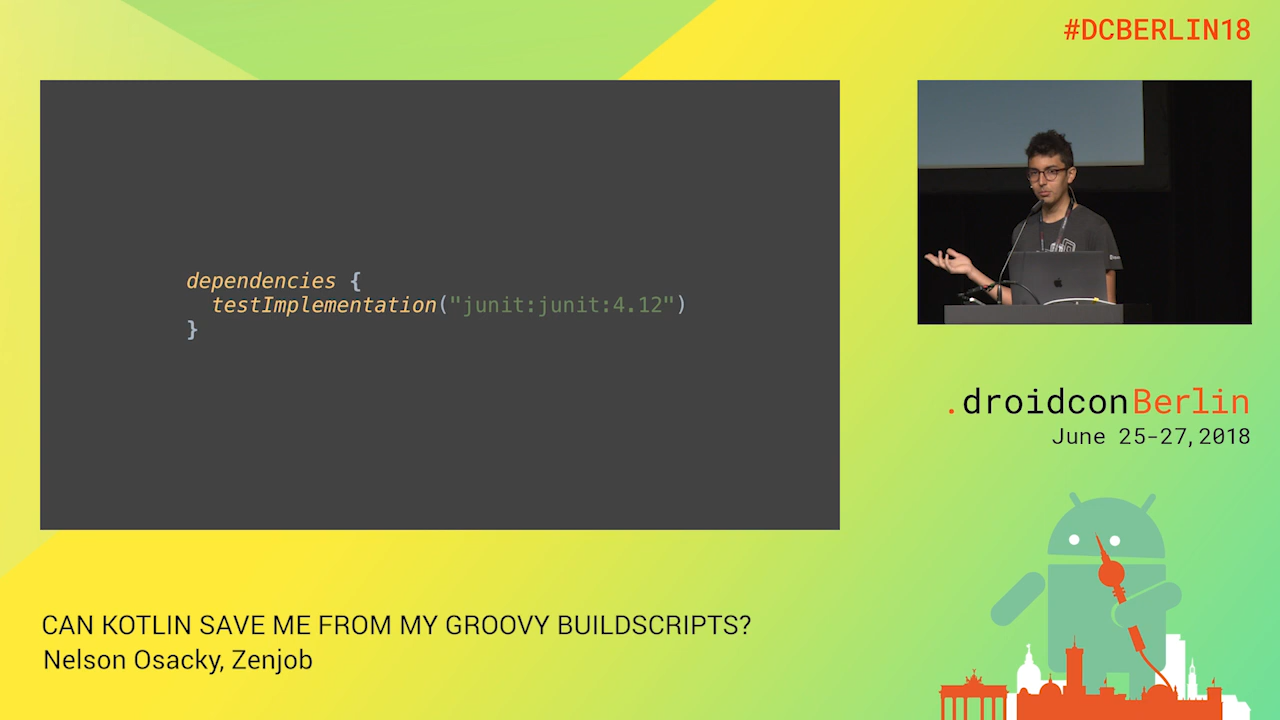 #DCBERLIN18
dependencies {
testImplementation("junit:junit:4.12")
}
.droidconBerlin
June 25-27,2018
CAN KOTLIN SAVE ME FROM MY GROOVY BUILDSCRIPTS?
Nelson Osacky, Zenjob